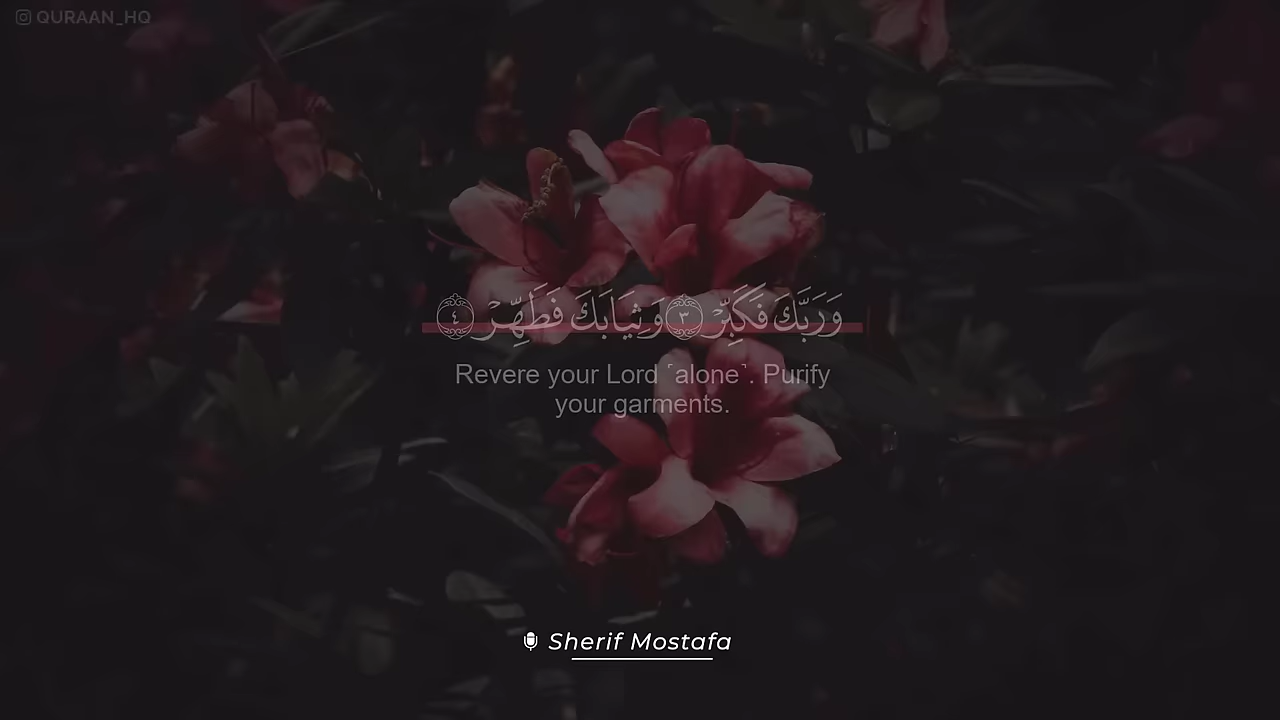 QURAAN_HQ
وَرَبَّكَ فَكَبِّرۡ ٣ وَثِيَابَكَ فَطَهِّرۡ ٤
Revere your Lord ˹alone˺. Purify
your garments.
Sherif Mostafa